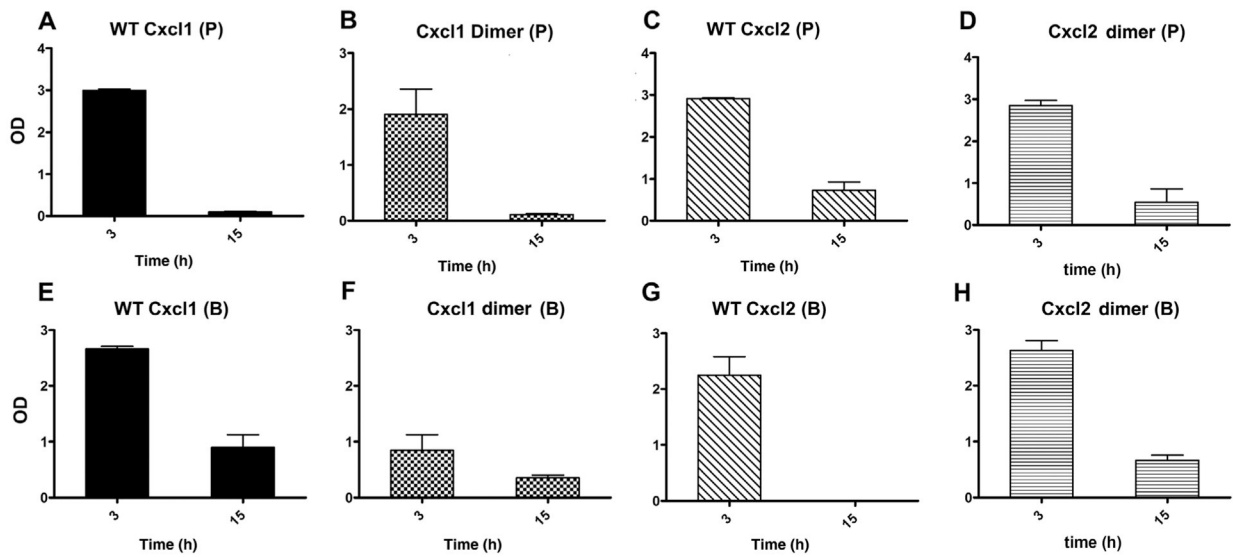 A
WT Cxcl1 (P)
4
3
2
1
0
OD
3
15
Time (h)
B
Cxcl1 Dimer (P)
3
2
1
0
3
15
Time (h)
C
WT Cxcl2 (P)
4
3
2
1
0
3
15
Time (h)
D
Cxcl2 dimer (P)
4
3
2
1
4
3
15
time (h)
E
WT Cxcl1 (B)
3
2
1
0
OD
3
15
Time (h)
F
Cxcl1 dimer (B)
3
2
1
0
3
15
Time (h)
G
WT Cxcl2 (B)
3
2
1
0
3
15
Time (h)
H
Cxcl2 dimer (B)
3
2
1
0
3
15
time (h)